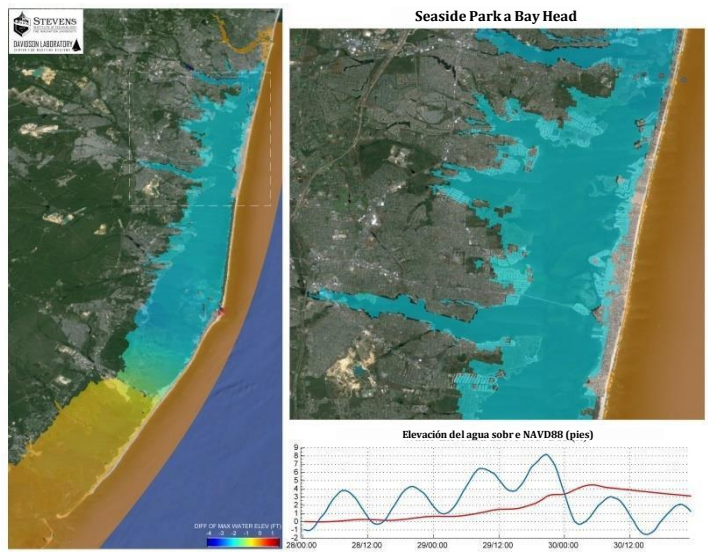 STEVENS
DAVIDSON LABORATORY
Seaside Park a Bay Head
DIFF OF MAX WATER ELEV (FT)
-4 -3 -2 -1 0 1
Elevación del agua sobr e NAVD88 (pies)
9
8
7
6
5
4
3
2
1
0
-1
-2
28/00.00 28/12.00 29/00.00 29/12.00 30/00.00 30/12.00